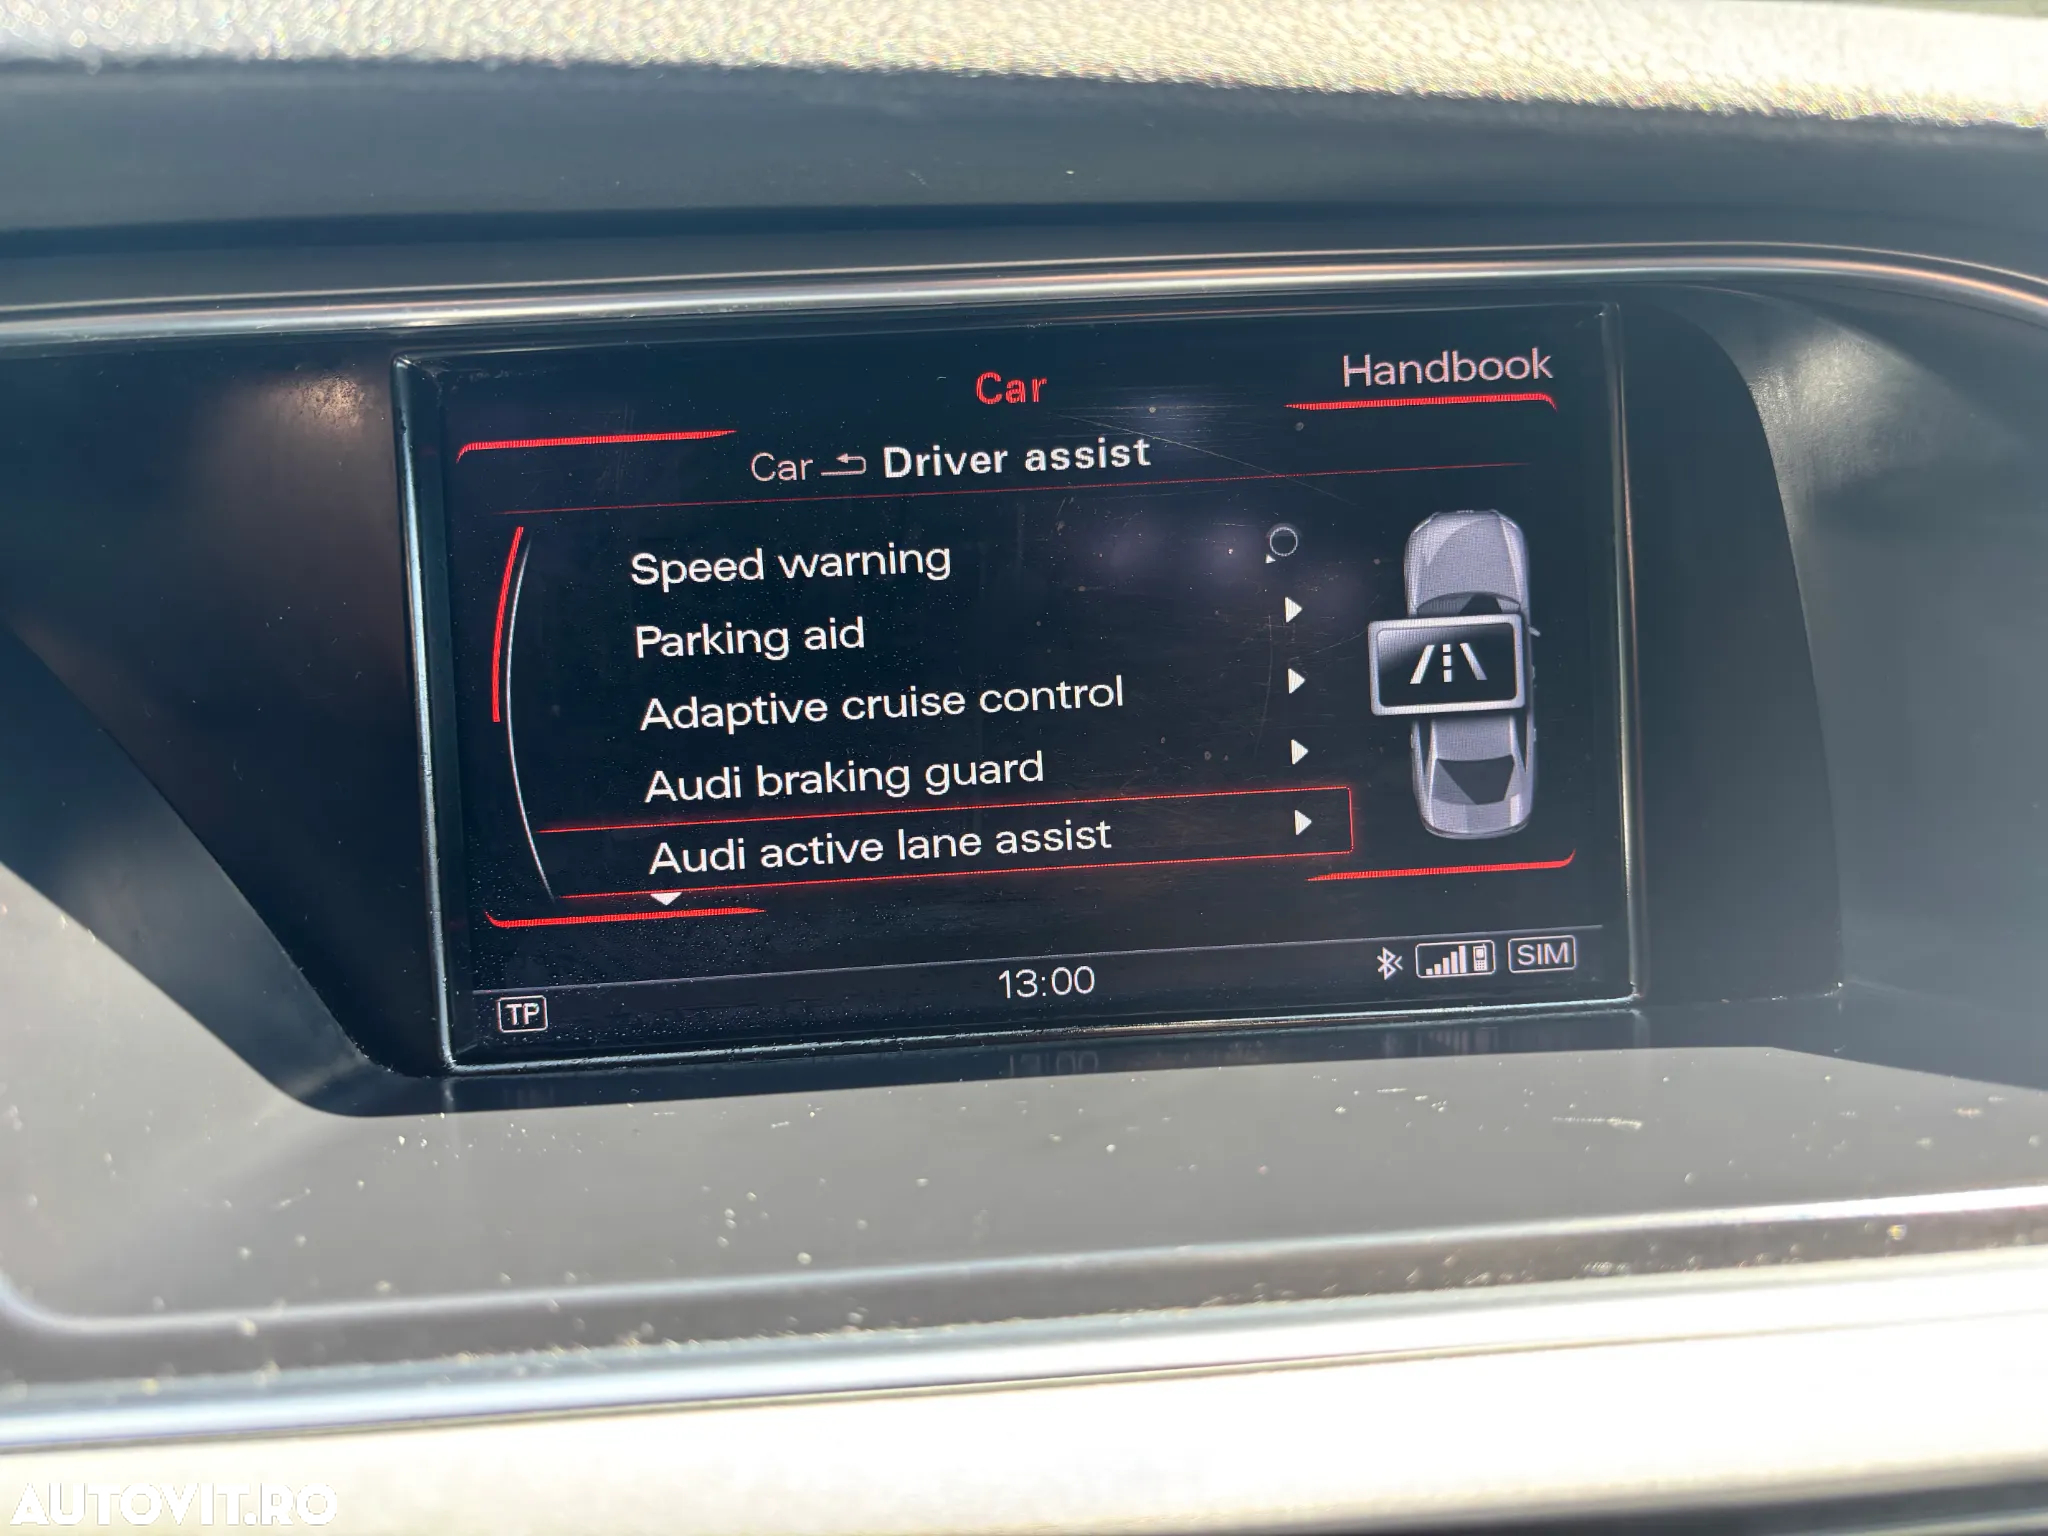 Car
Handbook
Car Driver assist
Speed warning
Parking aid
Adaptive cruise control
Audi braking guard
Audi active lane assist
TP
13:00
SIM
AUTOVIT.RO